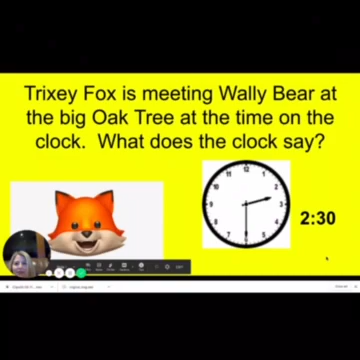 Trixey Fox is meeting Wally Bear at
the big Oak Tree at the time on the
clock. What does the clock say?
12
11 1
10 2
9 3
8 4
7 5
6
2:30